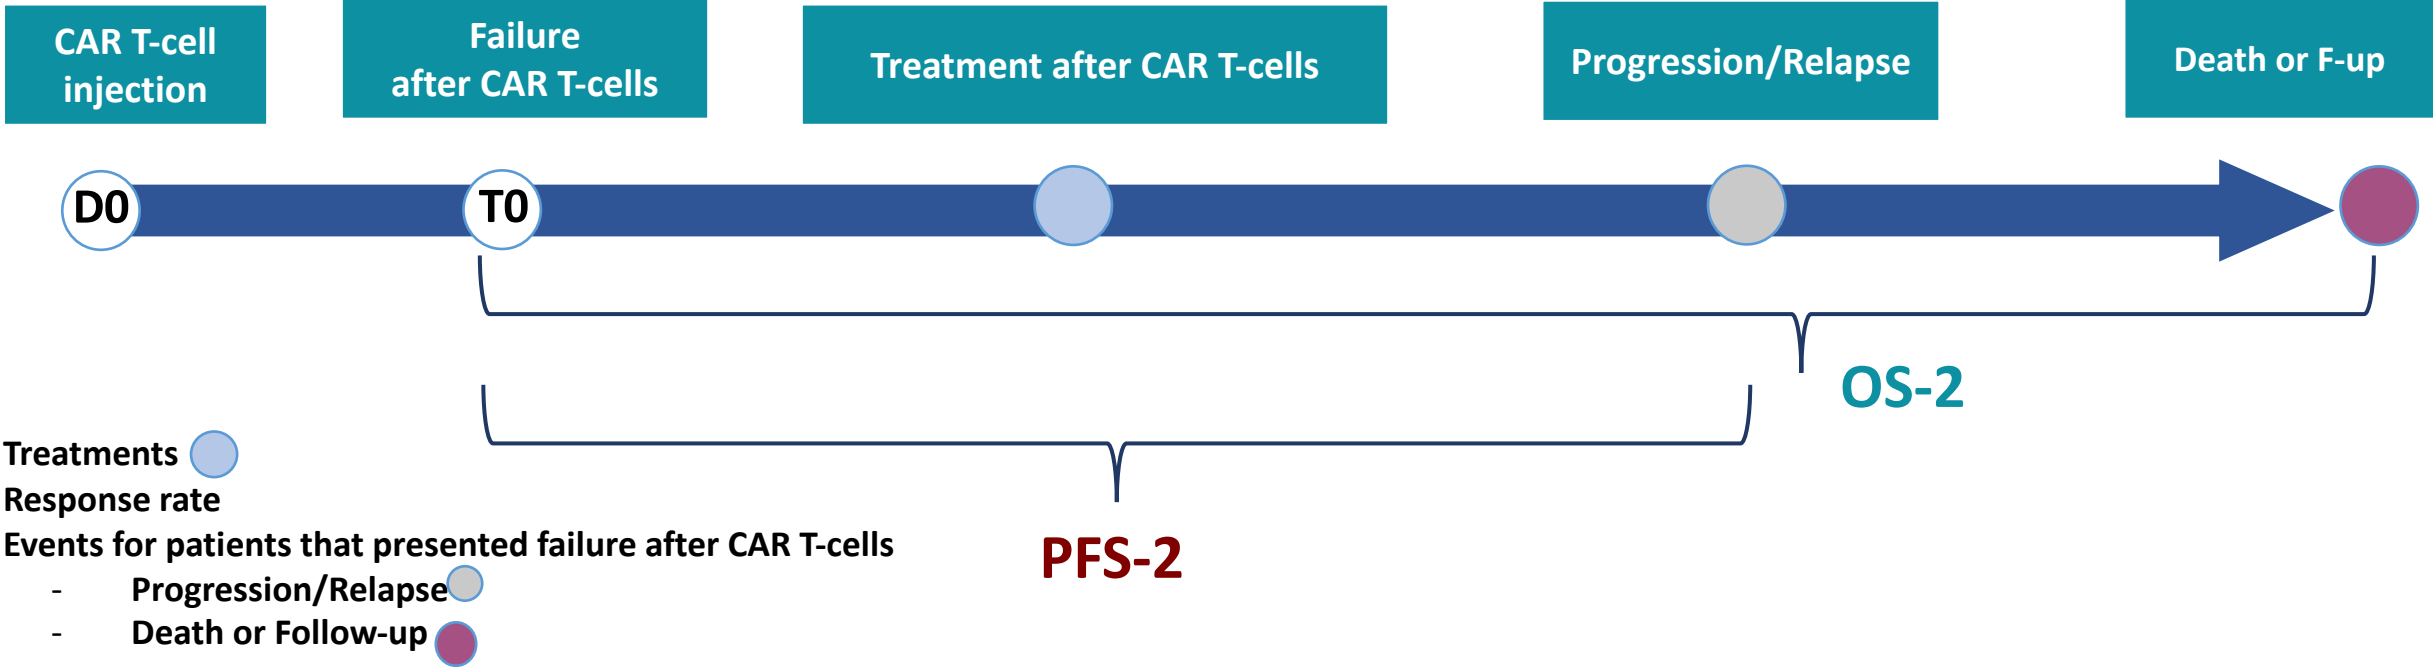 CAR T-cell
injection
Failure
after CAR T-cells
Treatment after CAR T-cells
Progression/Relapse
Death or F-up
D0
T0
OS-2
PFS-2
Treatments
Response rate
Events for patients that presented failure after CAR T-cells
- Progression/Relapse
- Death or Follow-up